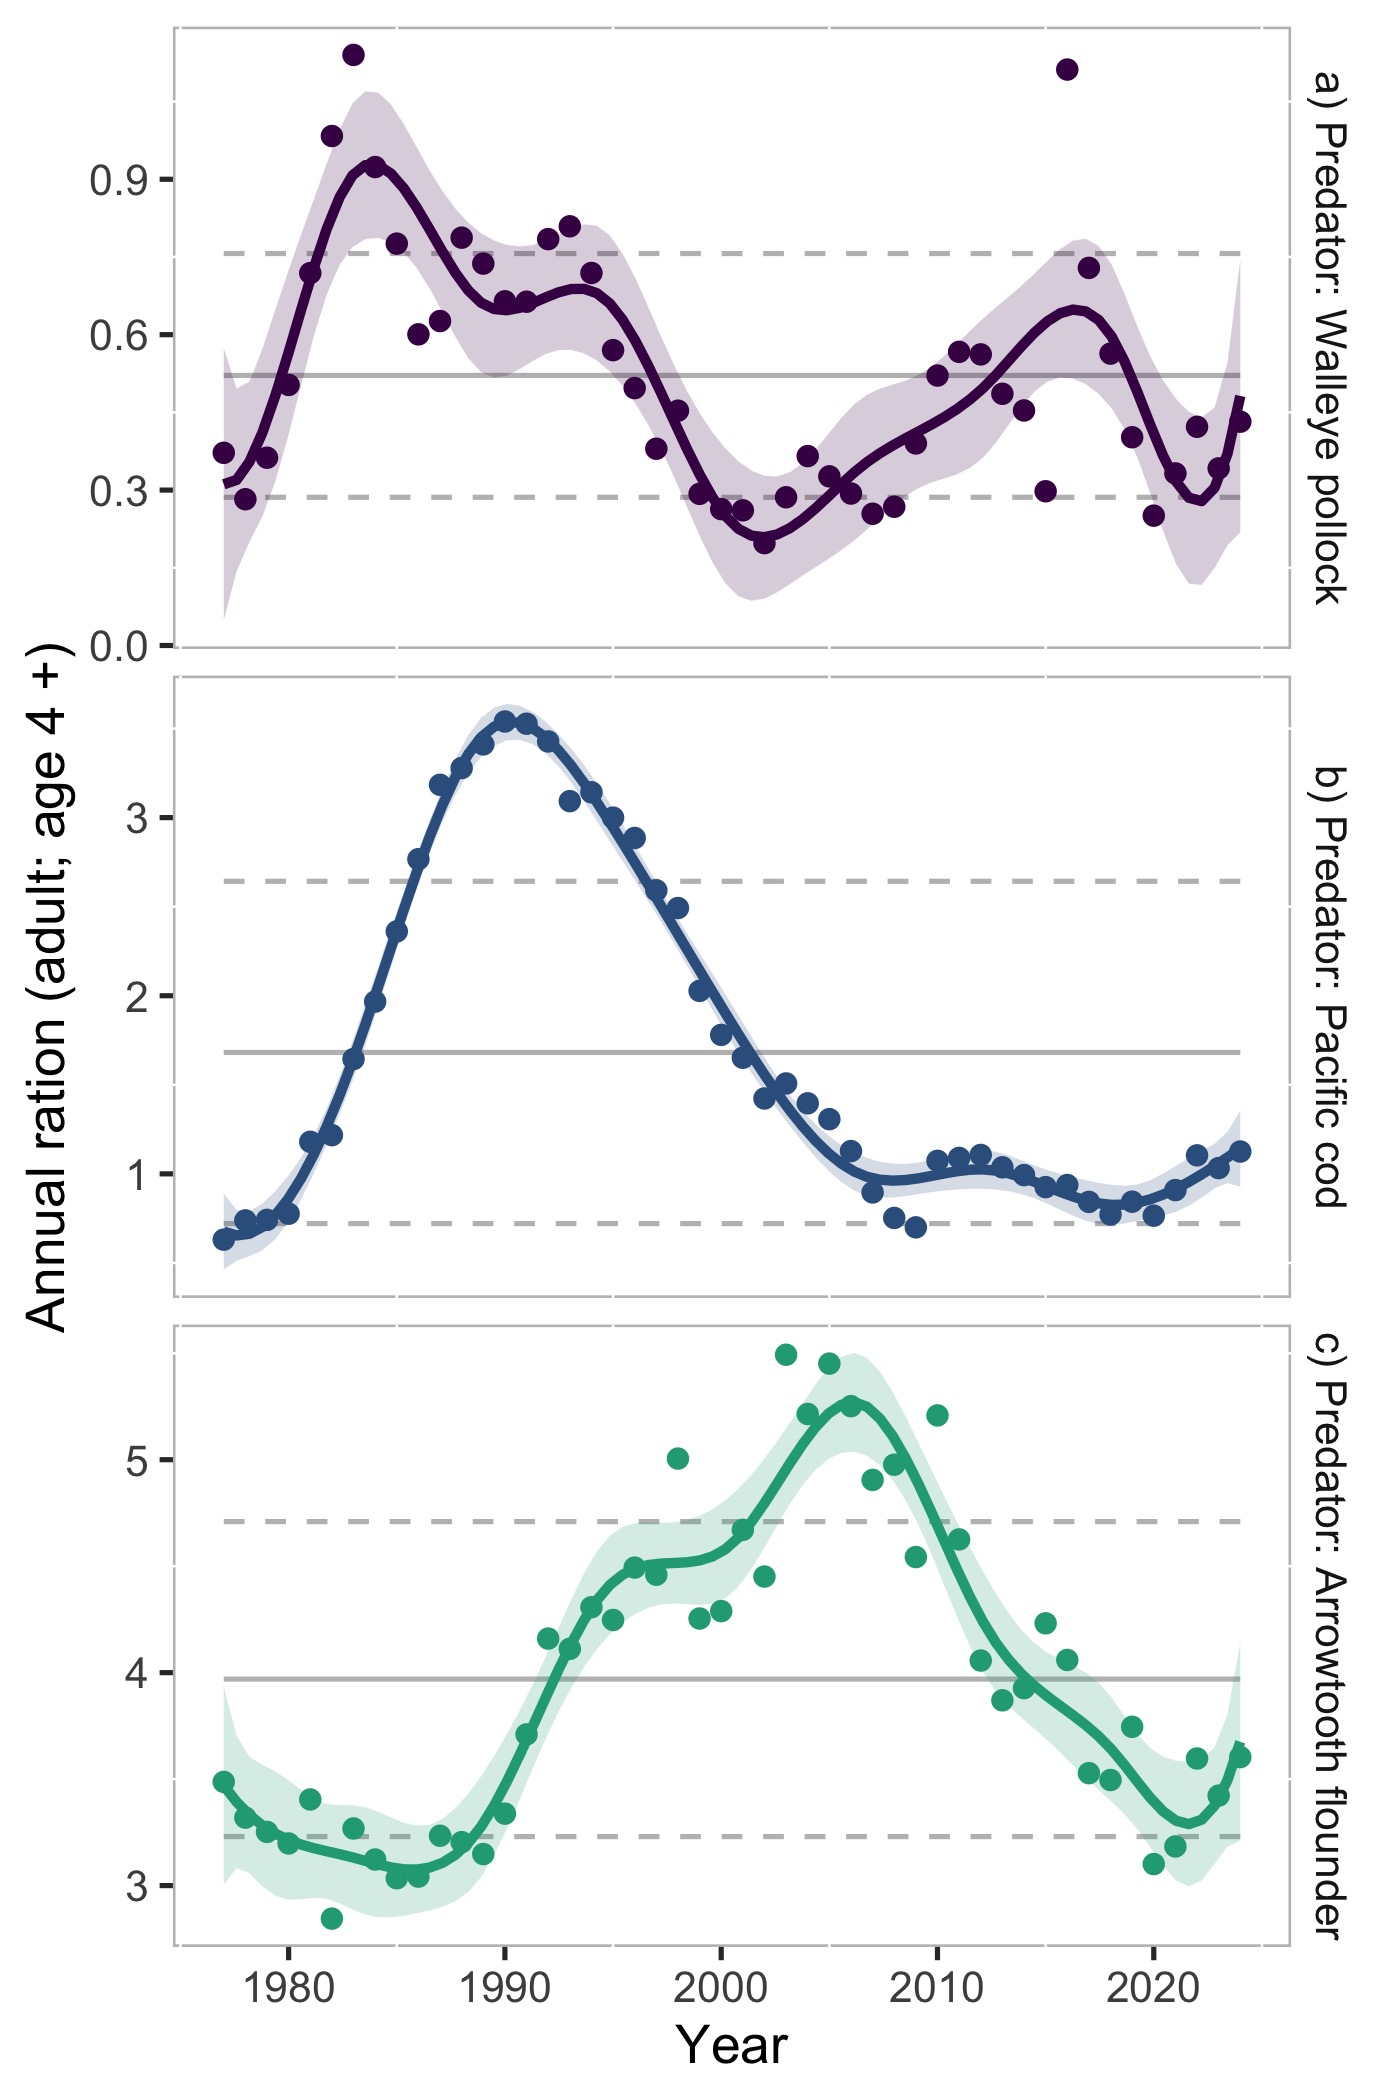 a) Predator: Walleye pollock
0.9
0.6
0.3
0.0
Annual ration (adult; age 4 +)
b) Predator: Pacific cod
3
2
1
c) Predator: Arrowtooth flounder
5
4
3
1980 1990 2000 2010 2020
Year